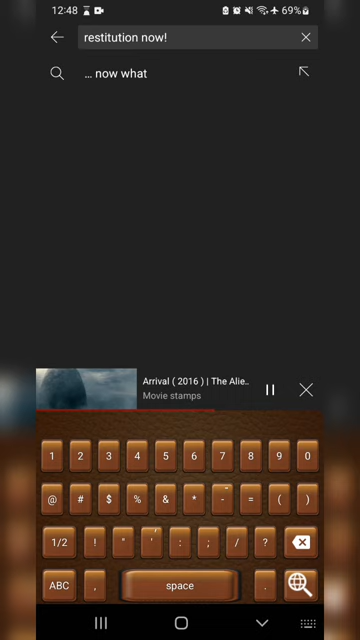 12:48 69%
restitution now!
... now what
Arrival ( 2016 ) | The Alie..
Movie stamps
1 2 3 4 5 6 7 8 9 0
@ # $ % & * - = ( )
1/2 ! " ' : ; / ?
ABC , space .